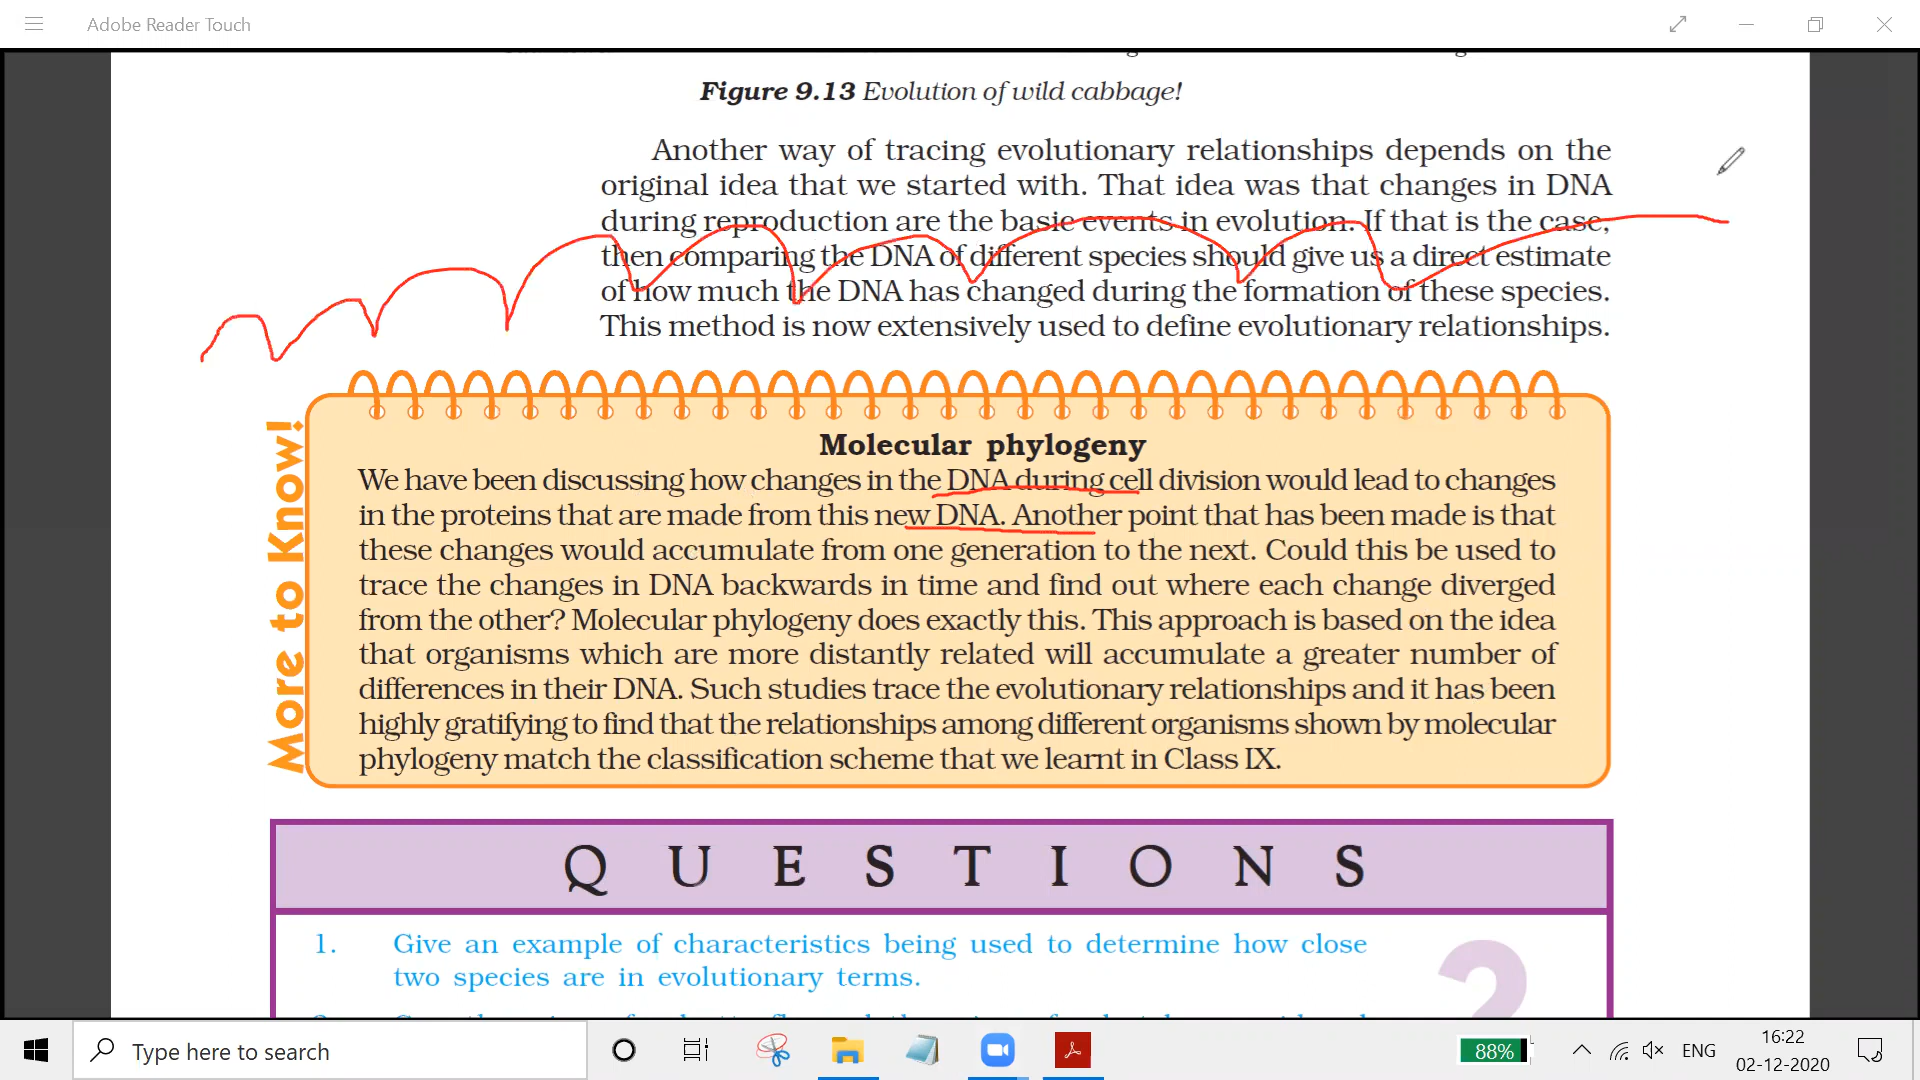 Adobe Reader Touch
Figure 9.13 Evolution of wild cabbage!
Another way of tracing evolutionary relationships depends on the
original idea that we started with. That idea was that changes in DNA
during reproduction are the basic events in evolution. If that is the case,
then comparing the DNA of different species should give us a direct estimate
of how much the DNA has changed during the formation of these species.
This method is now extensively used to define evolutionary relationships.
More to Know!
Molecular phylogeny
We have been discussing how changes in the DNA during cell division would lead to changes
in the proteins that are made from this new DNA. Another point that has been made is that
these changes would accumulate from one generation to the next. Could this be used to
trace the changes in DNA backwards in time and find out where each change diverged
from the other? Molecular phylogeny does exactly this. This approach is based on the idea
that organisms which are more distantly related will accumulate a greater number of
differences in their DNA. Such studies trace the evolutionary relationships and it has been
highly gratifying to find that the relationships among different organisms shown by molecular
phylogeny match the classification scheme that we learnt in Class IX.
QUESTIONS
1. Give an example of characteristics being used to determine how close
two species are in evolutionary terms.
?
Type here to search
88%
ENG
16:22
02-12-2020